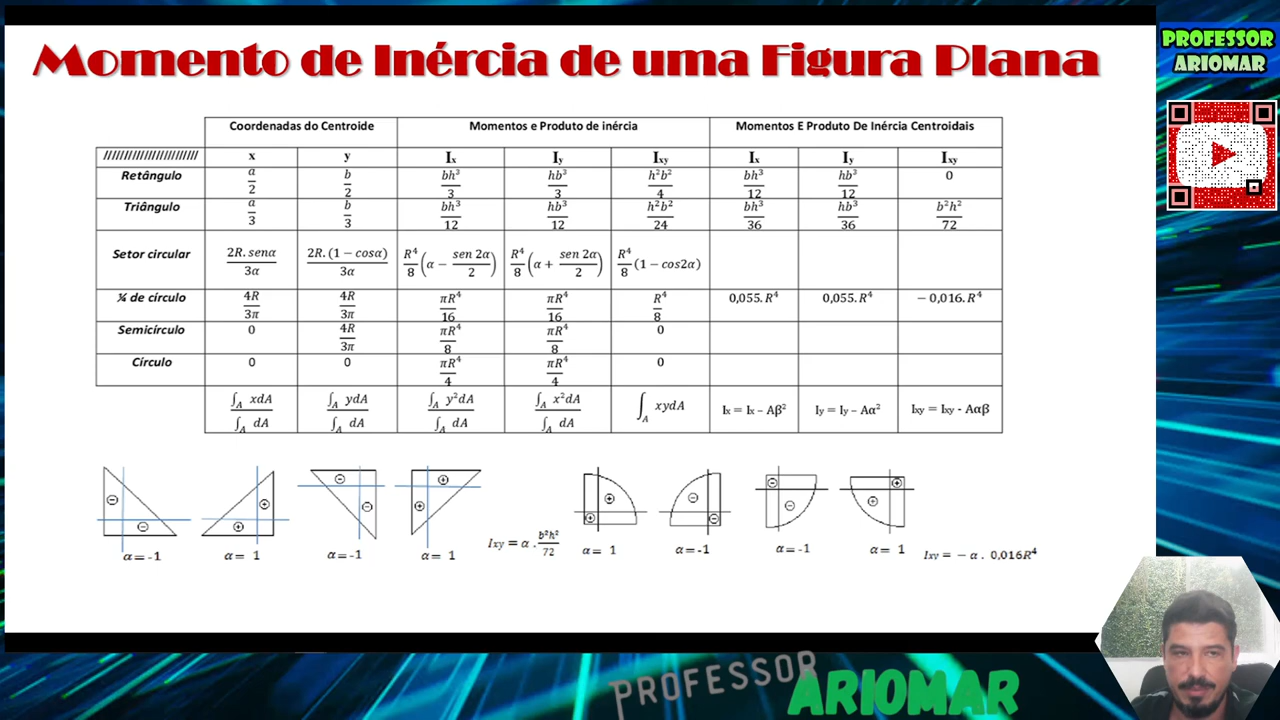 Momento de Inércia de uma Figura Plana
PROFESSOR
ARIOMAR
Coordenadas do Centroide | Momentos e Produto de inércia | Momentos E Produto De Inércia Centroidais
//////////////////////// | x | y | Ix | Iy | Ixy | Ix | Iy | Ixy
Retângulo | a/2 | b/2 | bh³/3 | hb³/3 | h²b²/4 | bh³/12 | hb³/12 | 0
Triângulo | a/3 | b/3 | bh³/12 | hb³/12 | h²b²/24 | bh³/36 | hb³/36 | b²h²/72
Setor circular | 2R.senα/3α | 2R.(1−cosα)/3α | R⁴/8(α − sen 2α/2) | R⁴/8(α + sen 2α/2) | R⁴/8(1−cos2α)
¼ de círculo | 4R/3π | 4R/3π | πR⁴/16 | πR⁴/16 | R⁴/8 | 0,055.R⁴ | 0,055.R⁴ | −0,016.R⁴
Semicírculo | 0 | 4R/3π | πR⁴/8 | πR⁴/8 | 0
Círculo | 0 | 0 | πR⁴/4 | πR⁴/4 | 0
∫A xdA/∫A dA | ∫A ydA/∫A dA | ∫A y²dA/∫A dA | ∫A x²dA/∫A dA | ∫A xydA | Ix = Ix – Aβ² | Iy = Iy – Aα² | Ixy = Ixy - Aαβ
α=-1
α= 1
α=-1
α= 1
Ixy = α . b²h²/72
α= 1
α=-1
α=-1
α= 1
Ixy = − α . 0,016R⁴
PROFESSOR
ARIOMAR